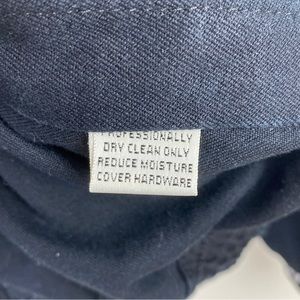 PROFESSIONALLY
DRY CLEAN ONLY
REDUCE MOISTURE
COVER HARDWARE